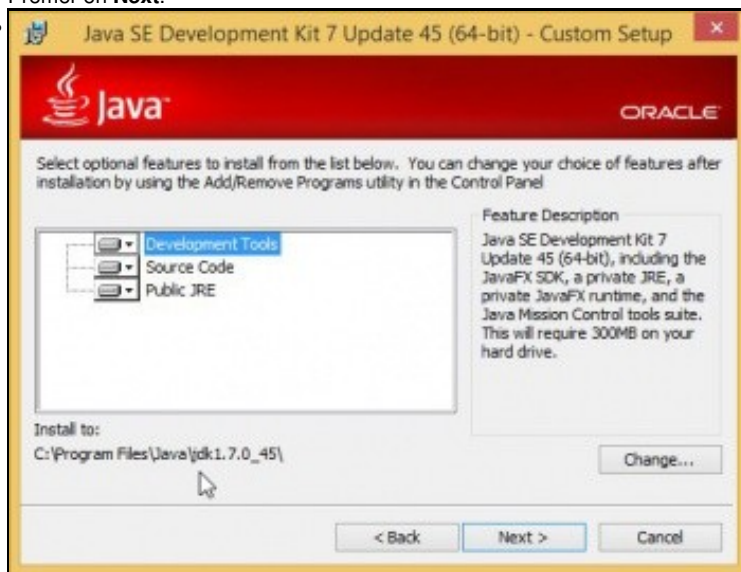 on Next.
Java SE Development Kit 7 Update 45 (64-bit) - Custom Setup
Java
ORACLE
Select optional features to install from the list below. You can change your choice of features after
installation by using the Add/Remove Programs utility in the Control Panel
Development Tools
Source Code
Public JRE
Feature Description
Java SE Development Kit 7
Update 45 (64-bit), including the
JavaFX SDK, a private JRE, a
private JavaFX runtime, and the
Java Mission Control tools suite.
This will require 300MB on your
hard drive.
Install to:
C:\Program Files\Java\jdk1.7.0_45\
Change...
< Back
Next >
Cancel